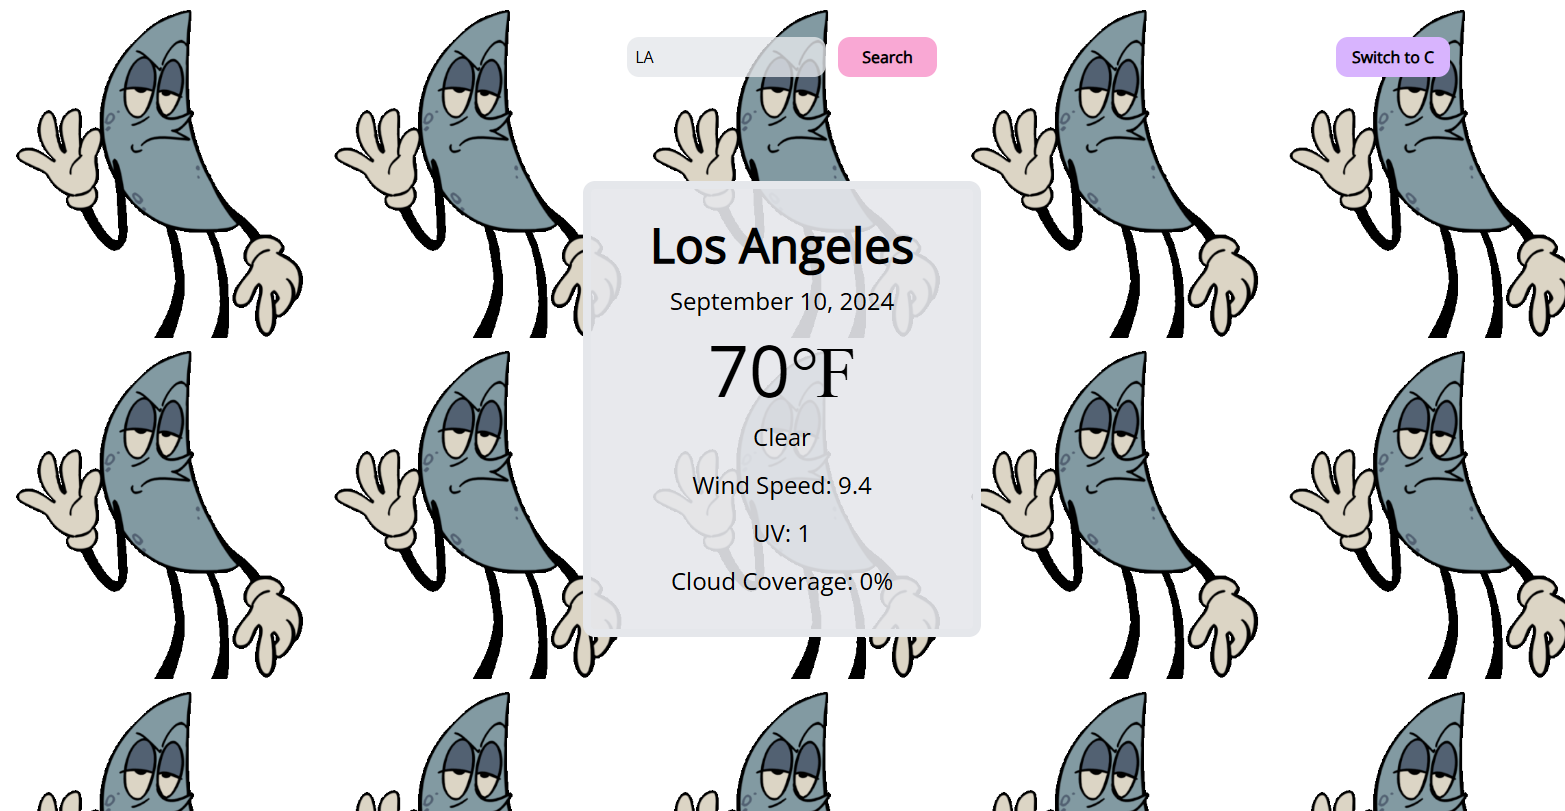 LA
Search
Switch to C
Los Angeles
September 10, 2024
70°F
Clear
Wind Speed: 9.4
UV: 1
Cloud Coverage: 0%